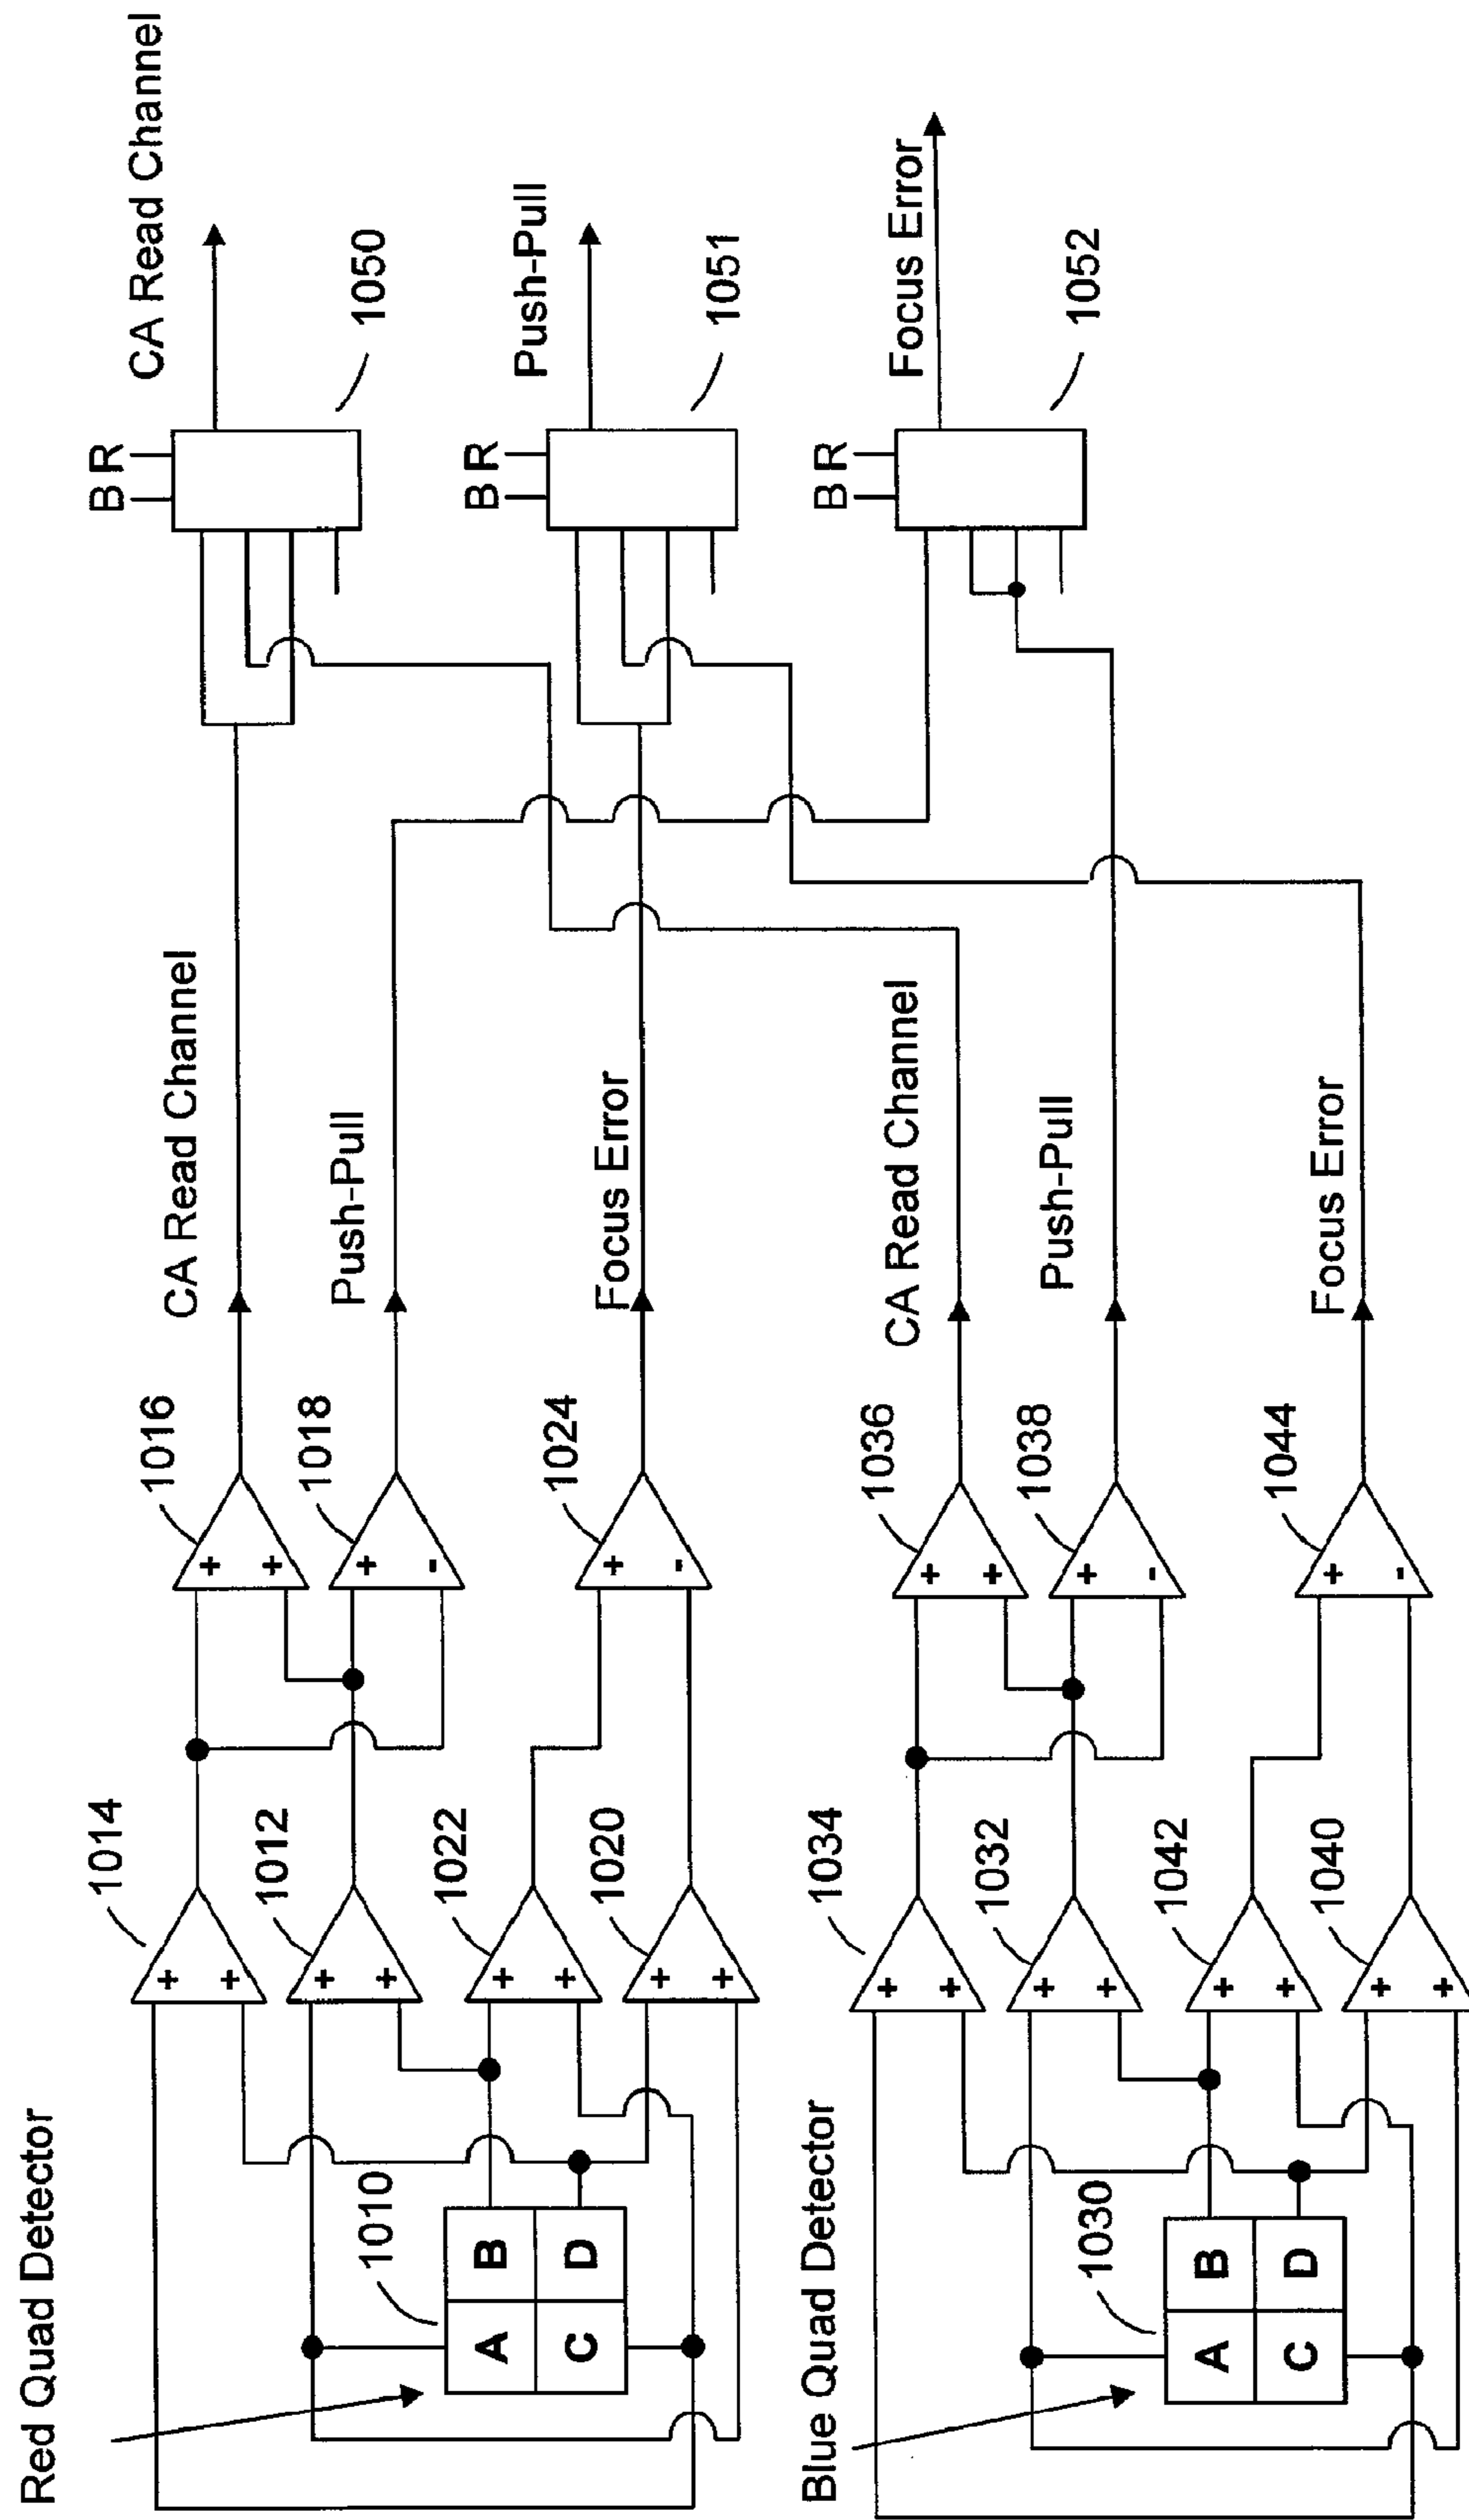 Red Quad Detector
1010
A
B
C
D
+
+
1014
+
+
1012
+
+
1022
+
+
1020
+
+
1016
+
-
1018
+
-
1024
CA Read Channel
Push-Pull
Focus Error
Blue Quad Detector
1030
A
B
C
D
+
+
1034
+
+
1032
+
+
1042
+
+
1040
+
+
1036
+
-
1038
+
-
1044
CA Read Channel
Push-Pull
Focus Error
B R
1050
CA Read Channel
B R
1051
Push-Pull
B R
1052
Focus Error